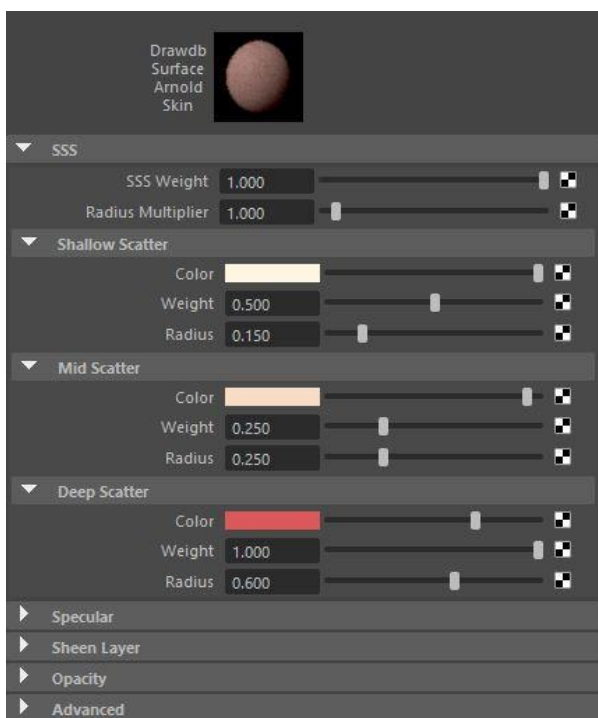 Drawdb
Surface
Arnold
Skin
SSS
SSS Weight 1.000
Radius Multiplier 1.000
Shallow Scatter
Color
Weight 0.500
Radius 0.150
Mid Scatter
Color
Weight 0.250
Radius 0.250
Deep Scatter
Color
Weight 1.000
Radius 0.600
Specular
Sheen Layer
Opacity
Advanced